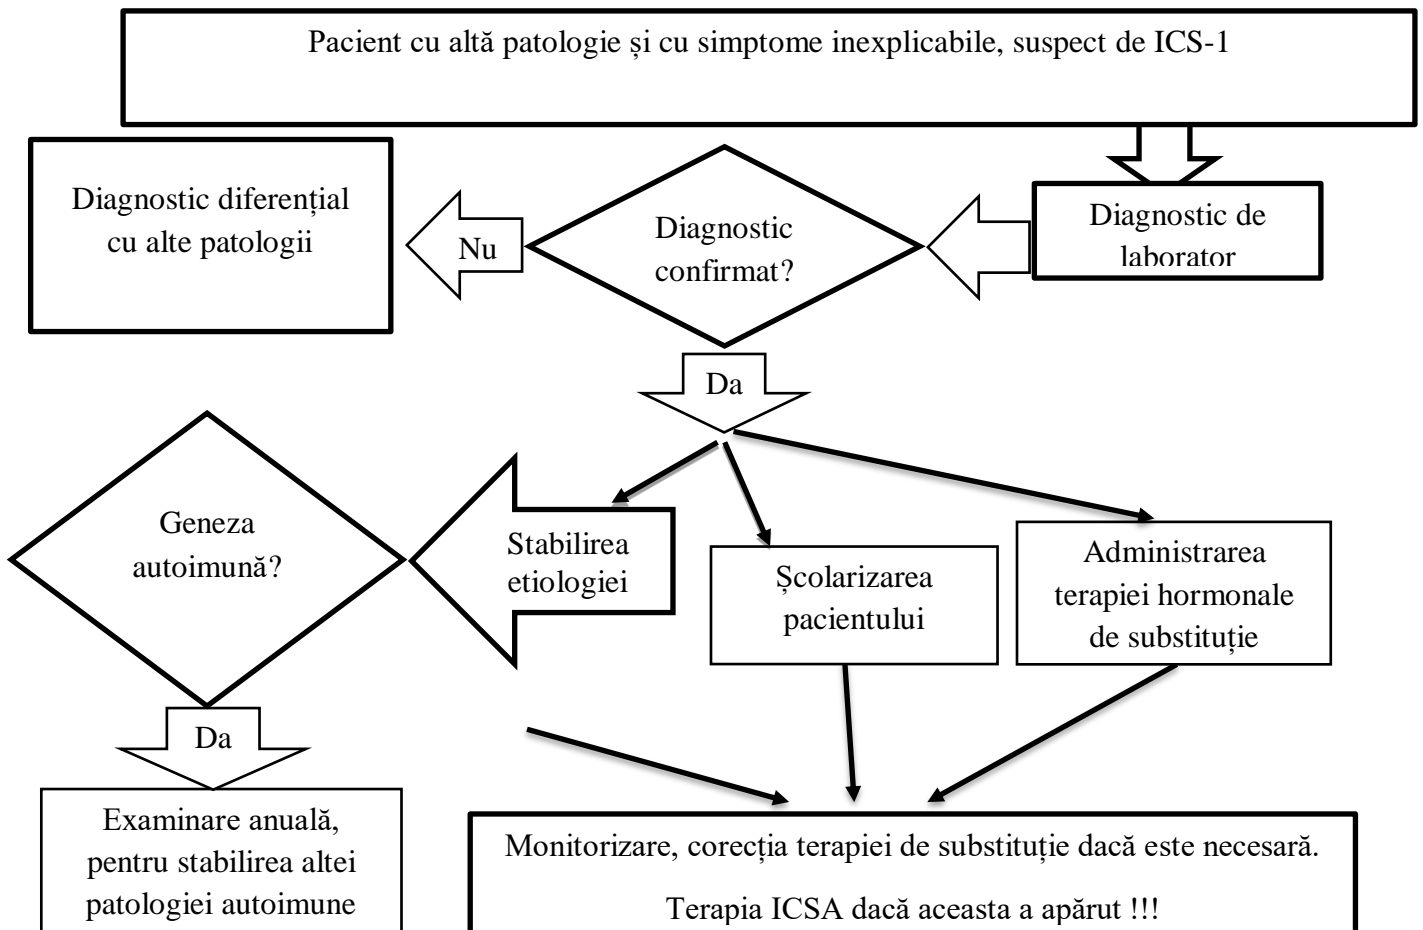 Pacient cu altă patologie și cu simptome inexplicabile, suspect de ICS-1
Diagnostic diferențial
cu alte patologii
Nu
Diagnostic
confirmat?
Diagnostic de
laborator
Da
Geneza
autoimună?
Stabilirea
etiologiei
Școlarizarea
pacientului
Administrarea
terapiei hormonale
de substituție
Da
Examinare anuală,
pentru stabilirea altei
patologiei autoimune
Monitorizare, corecția terapiei de substituție dacă este necesară.
Terapia ICSA dacă aceasta a apărut !!!